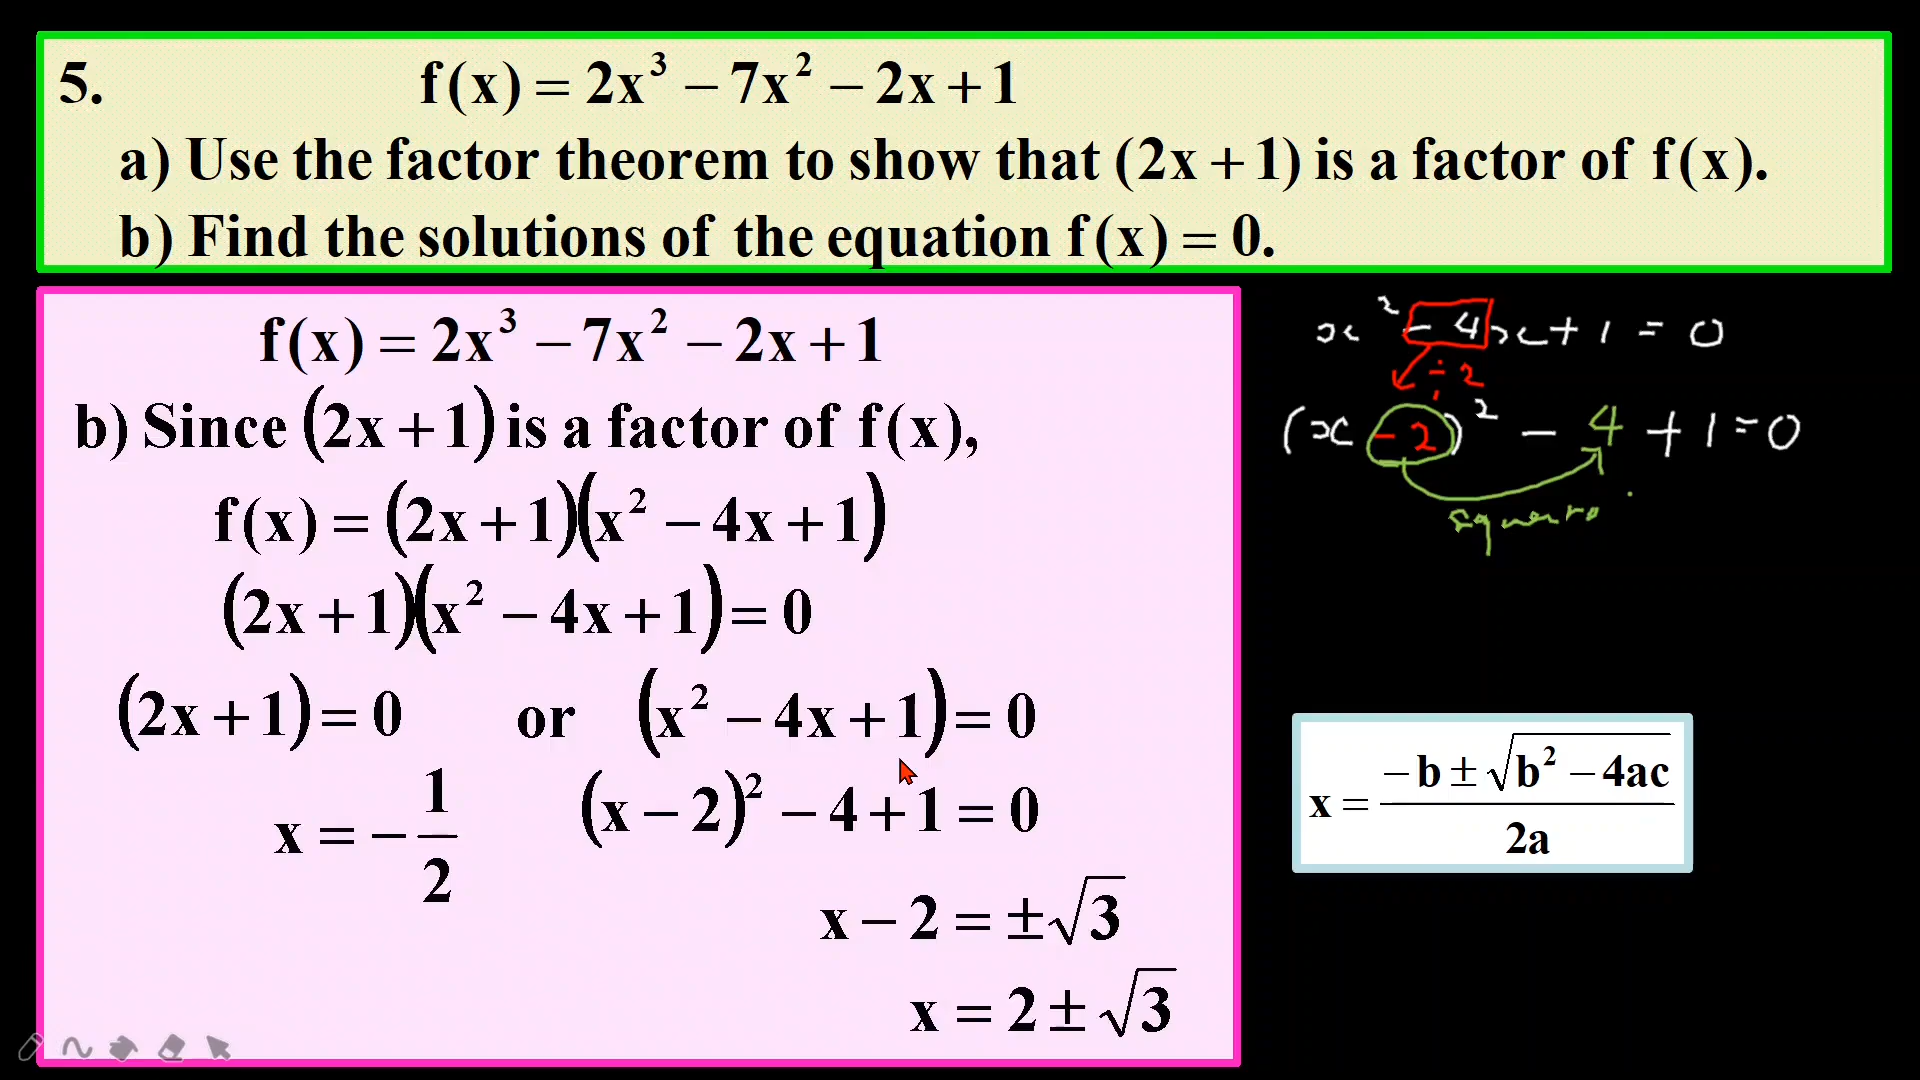 5. f(x) = 2x³ − 7x² − 2x + 1
a) Use the factor theorem to show that (2x + 1) is a factor of f(x).
b) Find the solutions of the equation f(x) = 0.
f(x) = 2x³ − 7x² − 2x + 1
b) Since (2x + 1) is a factor of f(x),
f(x) = (2x + 1)(x² − 4x + 1)
(2x + 1)(x² − 4x + 1) = 0
(2x + 1) = 0 or (x² − 4x + 1) = 0
x = −1/2
(x − 2)² − 4 + 1 = 0
x − 2 = ±√3
x = 2 ± √3
x² − 4x + 1 = 0
÷ 2
(x − 2)² − 4 + 1 = 0
square
x = (−b ± √(b² − 4ac))/2a